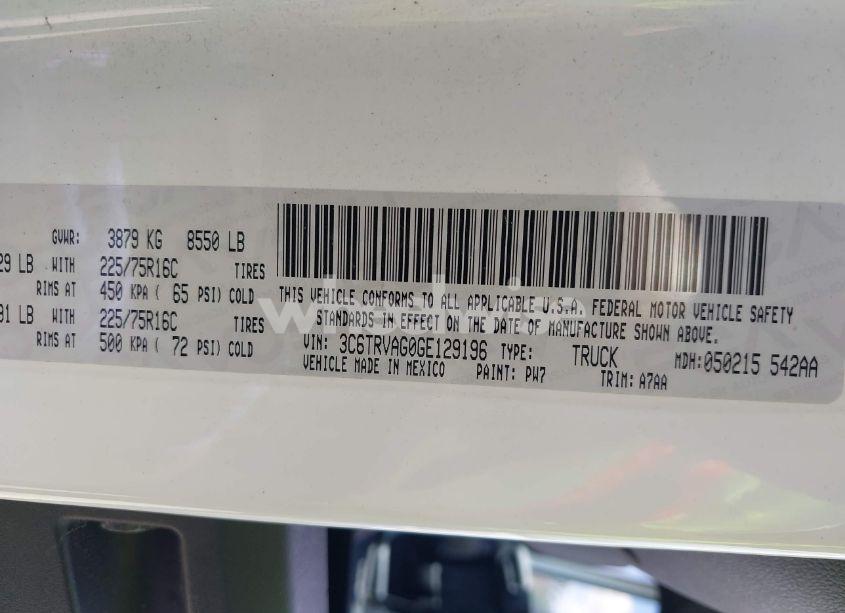 GVWR: 3879 KG 8550 LB
29 LB WITH 225/75R16C TIRES
RIMS AT 450 KPA ( 65 PSI) COLD
91 LB WITH 225/75R16C TIRES
RIMS AT 500 KPA ( 72 PSI) COLD
THIS VEHICLE CONFORMS TO ALL APPLICABLE U.S.A. FEDERAL MOTOR VEHICLE SAFETY
STANDARDS IN EFFECT ON THE DATE OF MANUFACTURE SHOWN ABOVE.
VIN: 3C6TRVAG0GE129196 TYPE: TRUCK MDH: 050215 542AA
VEHICLE MADE IN MEXICO PAINT: PW7 TRIM: A7AA